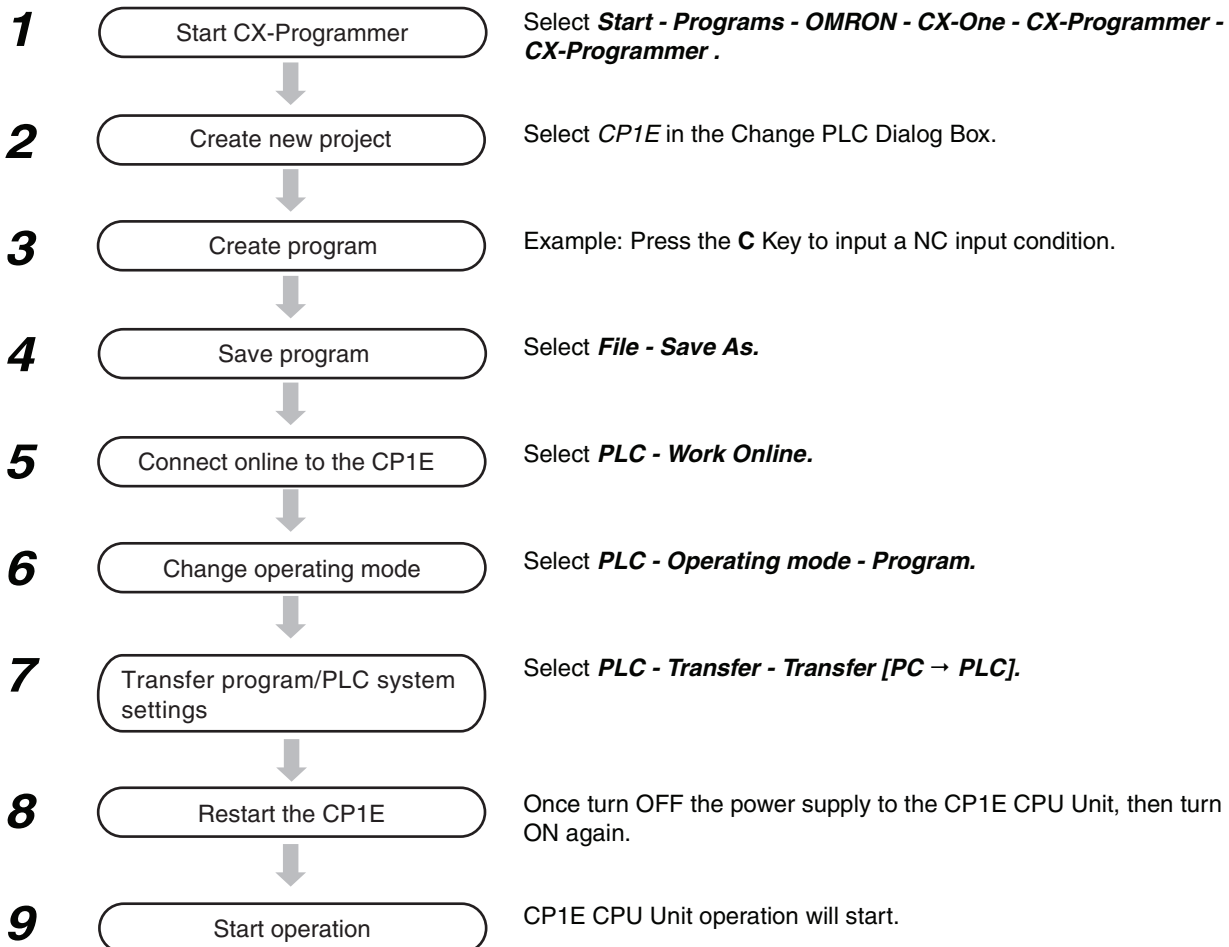 1
Start CX-Programmer
Select Start - Programs - OMRON - CX-One - CX-Programmer -
CX-Programmer .
2
Create new project
Select CP1E in the Change PLC Dialog Box.
3
Create program
Example: Press the C Key to input a NC input condition.
4
Save program
Select File - Save As.
5
Connect online to the CP1E
Select PLC - Work Online.
6
Change operating mode
Select PLC - Operating mode - Program.
7
Transfer program/PLC system
settings
Select PLC - Transfer - Transfer [PC → PLC].
8
Restart the CP1E
Once turn OFF the power supply to the CP1E CPU Unit, then turn
ON again.
9
Start operation
CP1E CPU Unit operation will start.